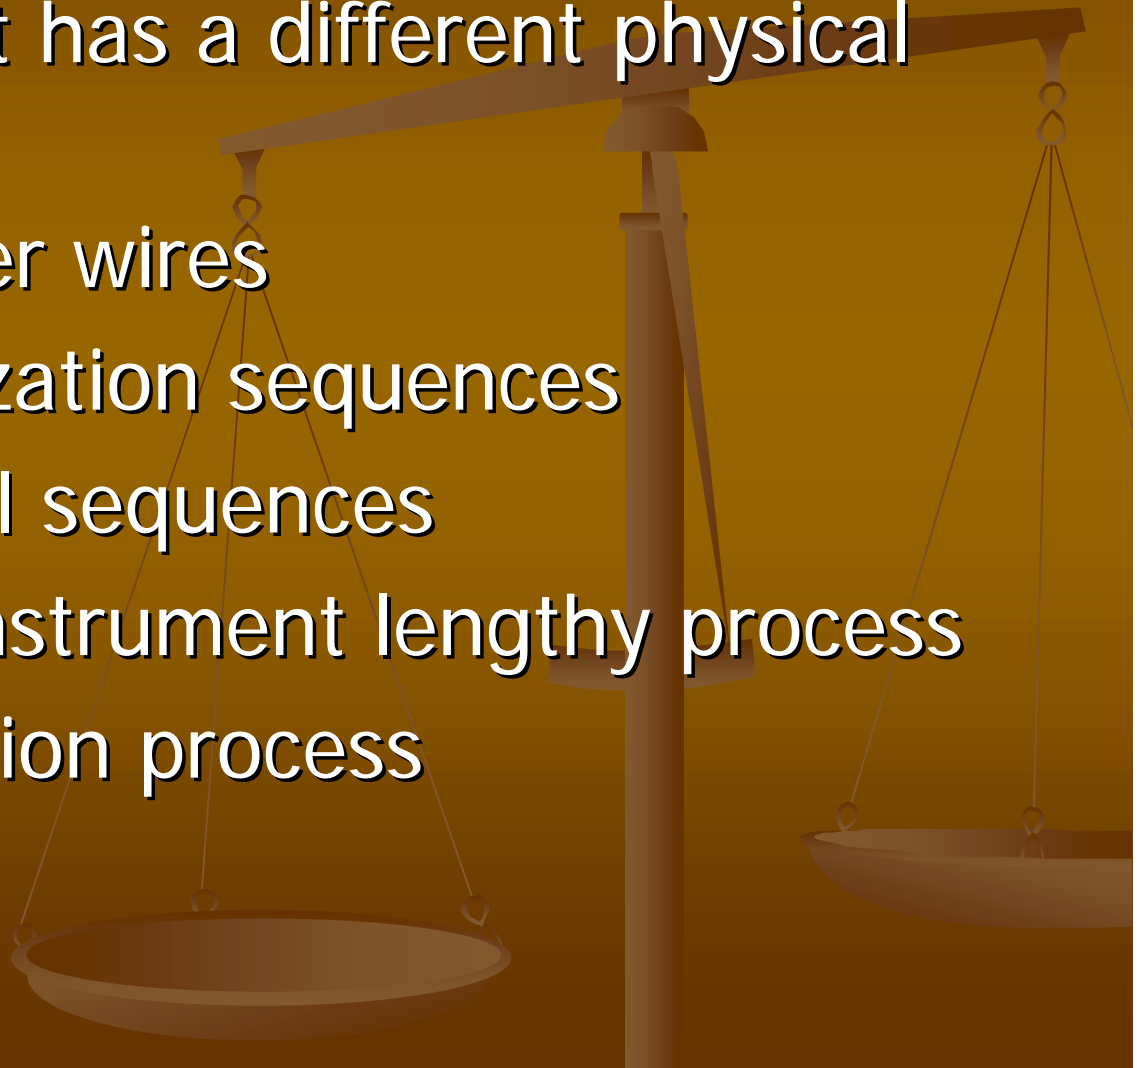 t has a different physical
er wires
zation sequences
l sequences
nstrument lengthy process
ion process